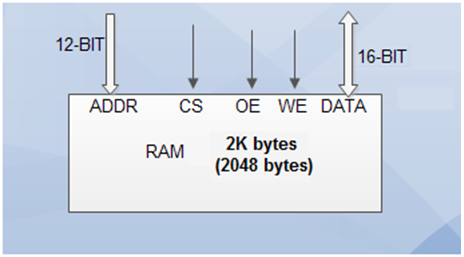 12-BIT
16-BIT
ADDR CS OE WE DATA
RAM 2K bytes
(2048 bytes)